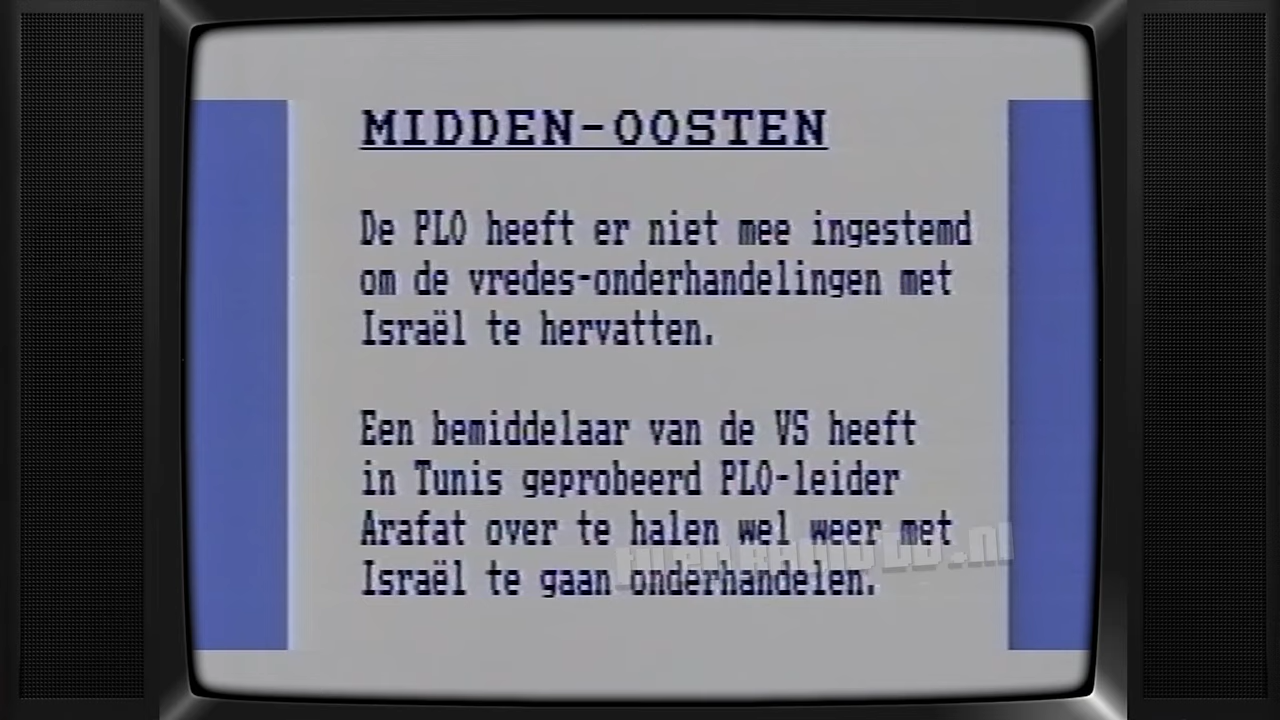 MIDDEN-OOSTEN
De PLO heeft er niet mee ingestemd
om de vredes-onderhandelingen met
Israël te hervatten.
Een bemiddelaar van de VS heeft
in Tunis geprobeerd PLO-leider
Arafat over te halen wel weer met
Israël te gaan onderhandelen.